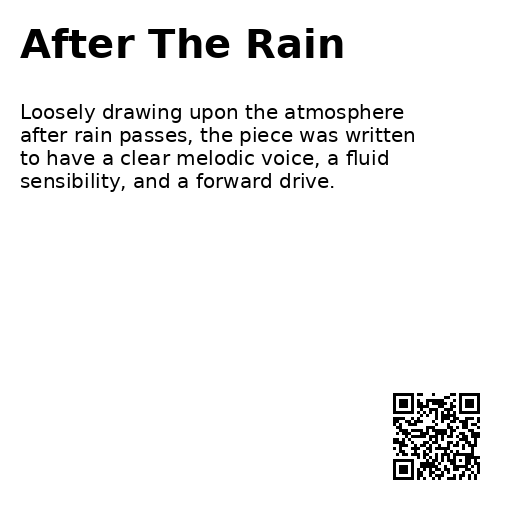 After The Rain
Loosely drawing upon the atmosphere
after rain passes, the piece was written
to have a clear melodic voice, a fluid
sensibility, and a forward drive.